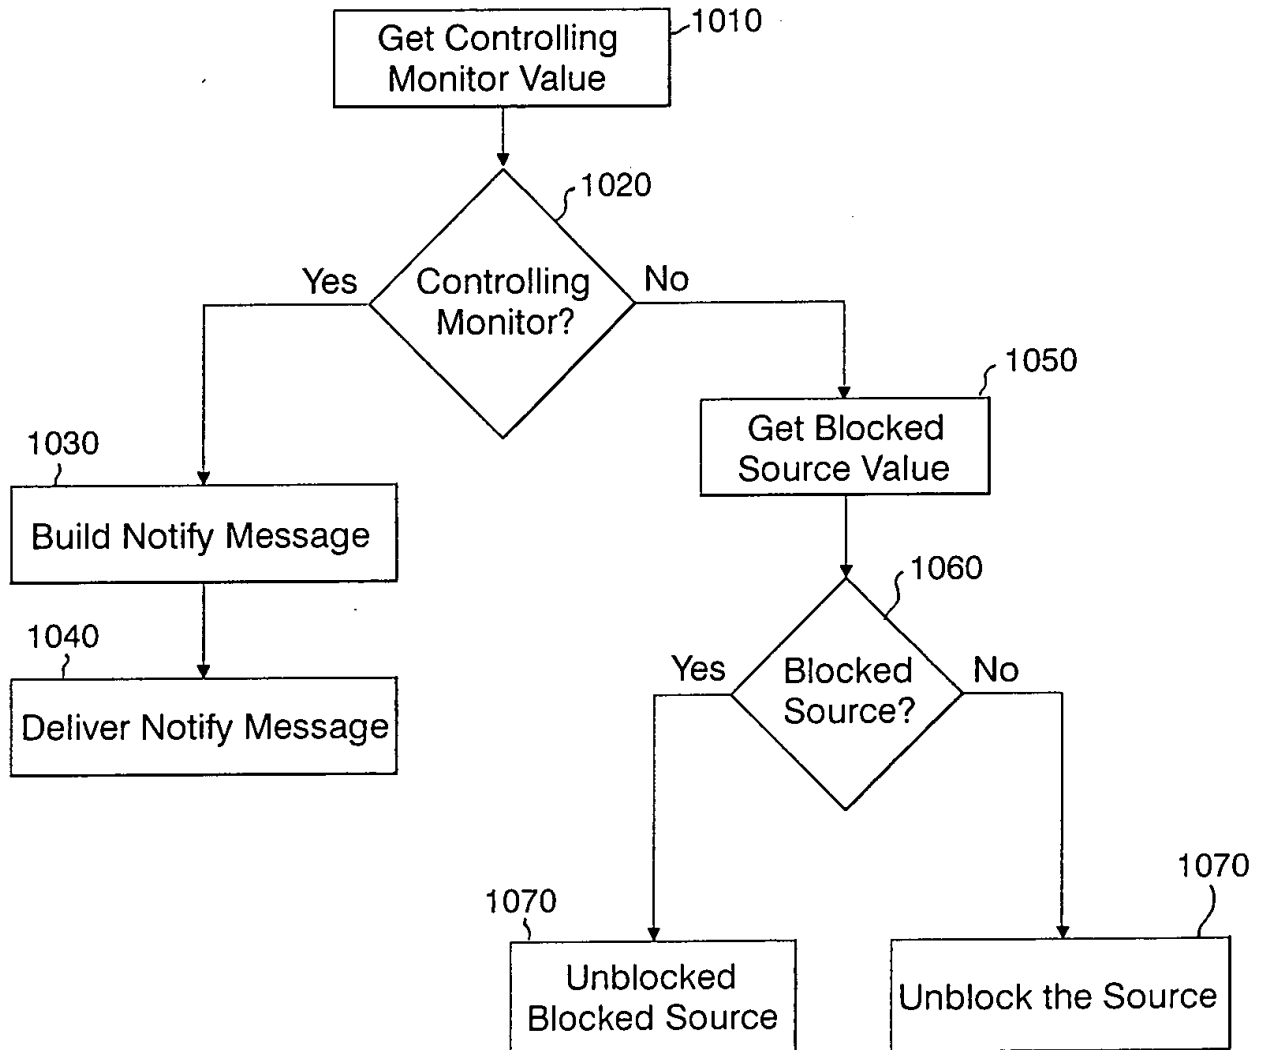 Get Controlling
Monitor Value
1010
1020
Controlling
Monitor?
Yes
No
1030
Build Notify Message
1040
Deliver Notify Message
1050
Get Blocked
Source Value
1060
Blocked
Source?
Yes
No
1070
Unblocked
Blocked Source
1070
Unblock the Source